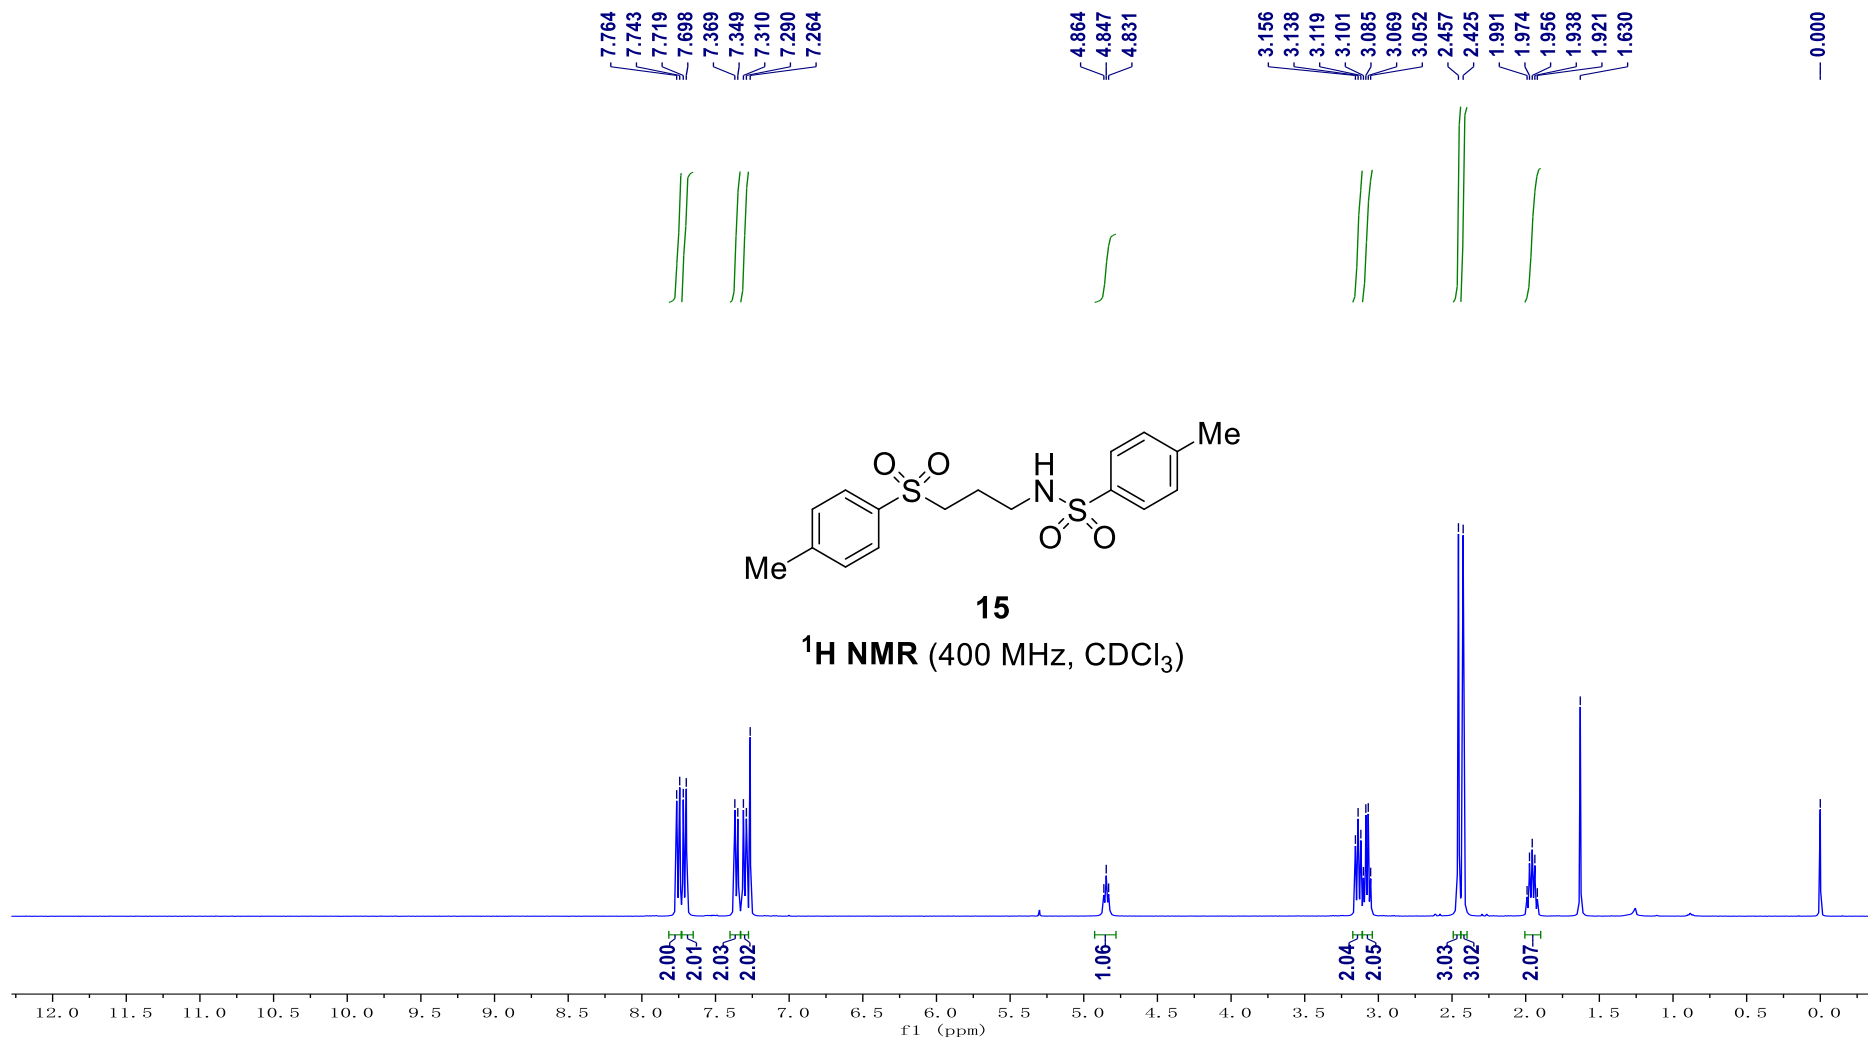 7.764 7.743 7.719 7.698 7.369 7.349 7.310 7.290 7.264 4.864 4.847 4.831 3.156 3.138 3.119 3.101 3.085 3.069 3.052 2.457 2.425 1.991 1.974 1.956 1.938 1.921 1.630 0.000
Me
H
O O
S N
S
O O
Me
15
¹H NMR (400 MHz, CDCl₃)
2.00 2.01 2.03 2.02 1.06 2.04 2.05 3.03 3.02 2.07
12.0 11.5 11.0 10.5 10.0 9.5 9.0 8.5 8.0 7.5 7.0 6.5 6.0 5.5 5.0 4.5 4.0 3.5 3.0 2.5 2.0 1.5 1.0 0.5 0.0
f1 (ppm)